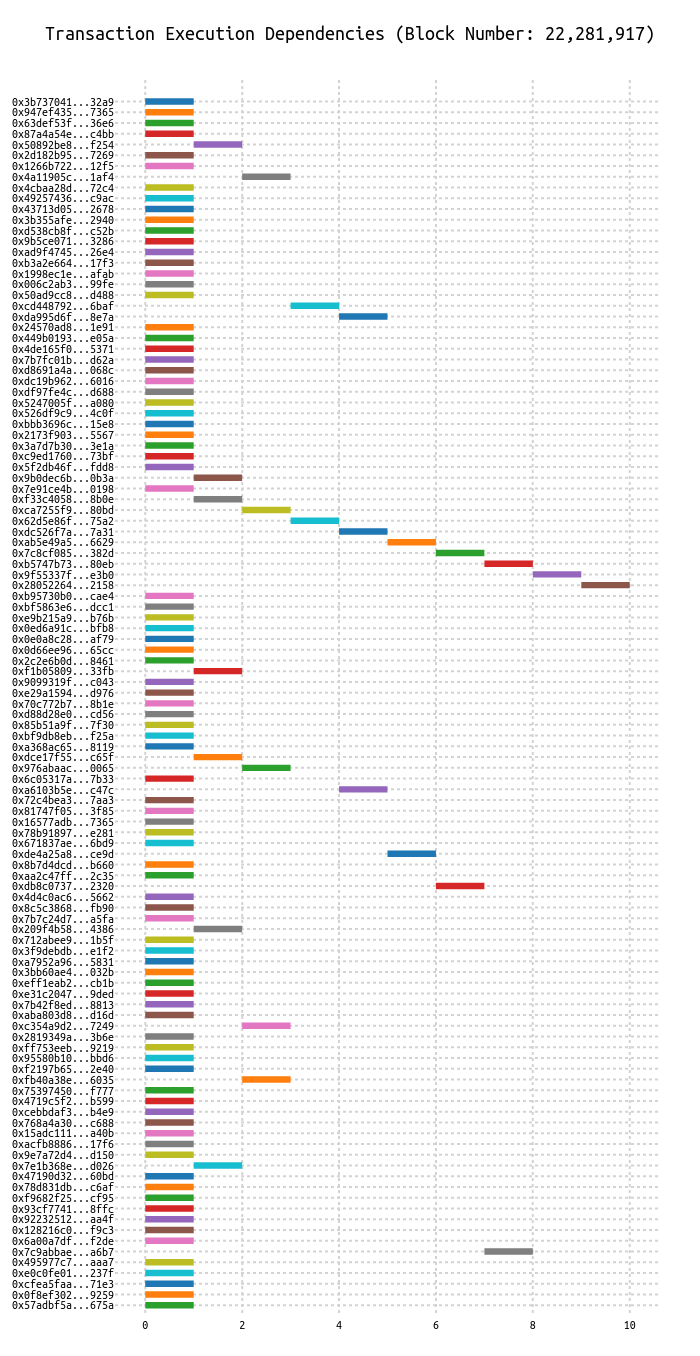 Transaction Execution Dependencies (Block Number: 22,281,917)
0x3b737041...32a9
0x947ef435...7365
0x63def53f...36e6
0x87a4a54e...c4bb
0x50892be8...f254
0x2d182b95...7269
0x1266b722...12f5
0x4a11905c...1af4
0x4cbaa28d...72c4
0x49257436...c9ac
0x43713d05...2678
0x3b355afe...2940
0xd538cb8f...c52b
0x9b5ce071...3286
0xad9f4745...26e4
0xb3a2e664...17f3
0x1998ec1e...afab
0x006c2ab3...99fe
0x50ad9cc8...d488
0xcd448792...6baf
0xda995d6f...8e7a
0x24570ad8...1e91
0x449b0193...e05a
0x4de165f0...5371
0x7b7fc01b...d62a
0xd8691a4a...068c
0xdc19b962...6016
0xdf97fe4c...d688
0x5247005f...a080
0x526df9c9...4c0f
0xbbb3696c...15e8
0x2173f903...5567
0x3a7d7b30...3e1a
0xc9ed1760...73bf
0x5f2db46f...fdd8
0x9b0dec6b...0b3a
0x7e91ce4b...0198
0xf33c4058...8b0e
0xca7255f9...80bd
0x62d5e86f...75a2
0xdc526f7a...7a31
0xab5e49a5...6629
0x7c8cf085...382d
0xb5747b73...80eb
0x9f55337f...e3b0
0x28052264...2158
0xb95730b0...cae4
0xbf5863e6...dcc1
0xe9b215a9...b76b
0x0ed6a91c...bfb8
0x0e0a8c28...af79
0x0d66ee96...65cc
0x2c2e6b0d...8461
0xf1b05809...33fb
0x9099319f...c043
0xe29a1594...d976
0x70c772b7...8b1e
0xd88d28e0...cd56
0x85b51a9f...7f30
0xbf9db8eb...f25a
0xa368ac65...8119
0xdce17f55...c65f
0x976abaac...0065
0x6c05317a...7b33
0xa6103b5e...c47c
0x72c4bea3...7aa3
0x81747f05...3f85
0x16577adb...7365
0x78b91897...e281
0x671837ae...6bd9
0xde4a25a8...ce9d
0x8b7d4dcd...b660
0xaa2c47ff...2c35
0xdb8c0737...2320
0x4d4c0ac6...5662
0x8c5c3868...fb90
0x7b7c24d7...a5fa
0x209f4b58...4386
0x712abee9...1b5f
0x3f9debdb...e1f2
0xa7952a96...5831
0x3bb60ae4...032b
0xeff1eab2...cb1b
0xe31c2047...9ded
0x7b42f8ed...8813
0xaba803d8...d16d
0xc354a9d2...7249
0x2819349a...3b6e
0xff753eeb...9219
0x95580b10...bbd6
0xf2197b65...2e40
0xfb40a38e...6035
0x75397450...f777
0x4719c5f2...b599
0xcebbdaf3...b4e9
0x768a4a30...c688
0x15adc111...a40b
0xacfb8886...17f6
0x9e7a72d4...d150
0x7e1b368e...d026
0x47190d32...60bd
0x78d831db...c6af
0xf9682f25...cf95
0x93cf7741...8ffc
0x92232512...aa4f
0x128216c0...f9c3
0x6a00a7df...f2de
0x7c9abbae...a6b7
0x495977c7...aaa7
0xe0c0fe01...237f
0xcfea5faa...71e3
0x0f8ef302...9259
0x57adbf5a...675a
0 2 4 6 8 10